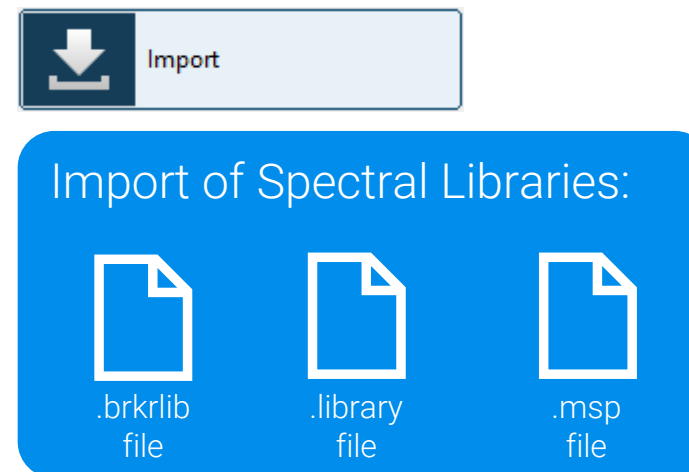 Import
Import of Spectral Libraries:
.brkrlib .library .msp
file file file